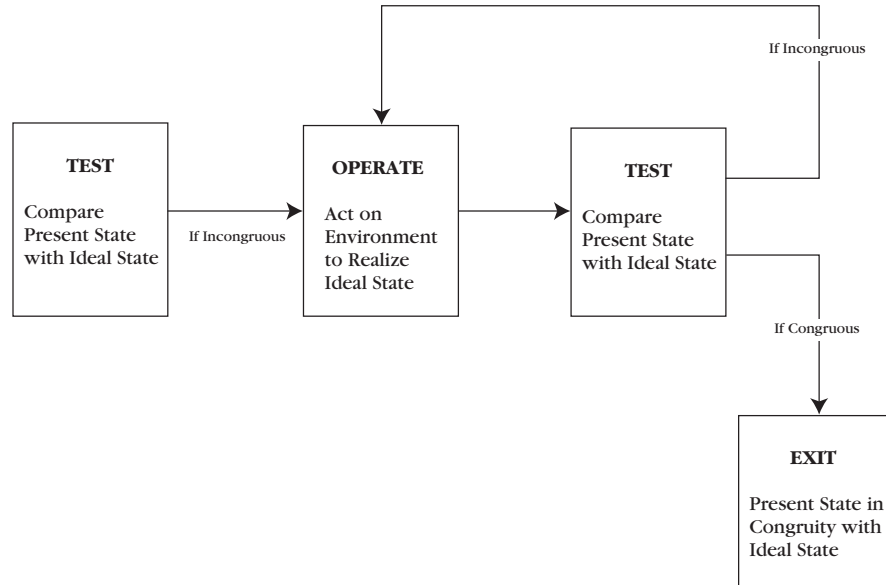 If Incongruous
TEST
Compare
Present State
with Ideal State
If Incongruous
OPERATE
Act on
Environment
to Realize
Ideal State
TEST
Compare
Present State
with Ideal State
If Congruous
EXIT
Present State in
Congruity with
Ideal State